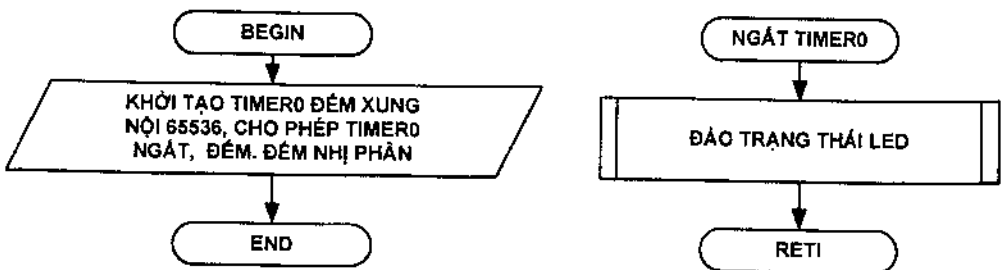 BEGIN
KHỞI TẠO TIMER0 ĐẾM XUNG
NỘI 65536, CHO PHÉP TIMER0
NGẮT, ĐẾM. ĐẾM NHỊ PHÂN
END
NGẮT TIMER0
ĐẢO TRẠNG THÁI LED
RETI